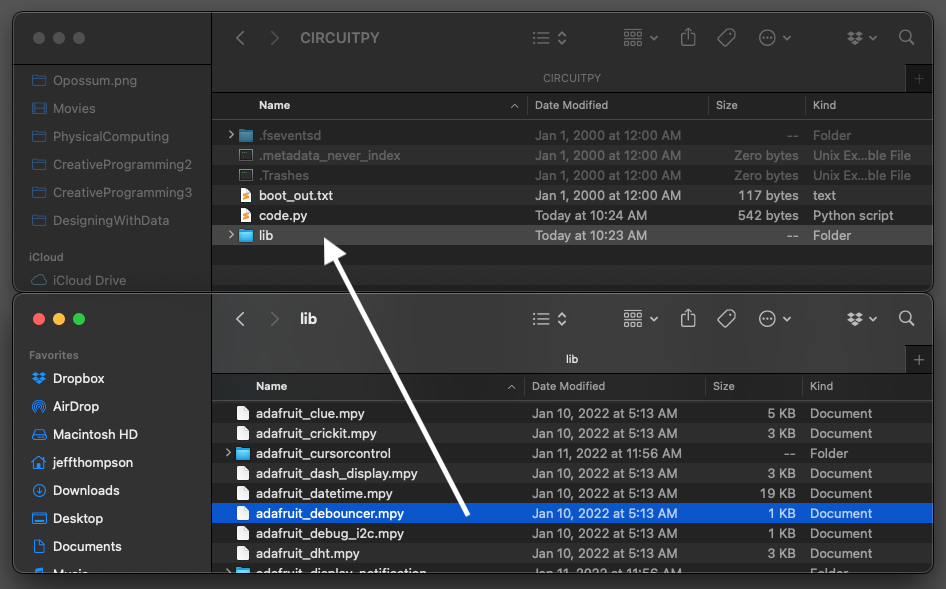 CIRCUITPY
Opossum.png
Movies
PhysicalComputing
CreativeProgramming2
CreativeProgramming3
DesigningWithData
iCloud
iCloud Drive
CIRCUITPY
+
Name Date Modified Size Kind
.fseventsd Jan 1, 2000 at 12:00 AM -- Folder
.metadata_never_index Jan 1, 2000 at 12:00 AM Zero bytes Unix Ex...ble File
.Trashes Jan 1, 2000 at 12:00 AM Zero bytes Unix Ex...ble File
boot_out.txt Jan 1, 2000 at 12:00 AM 117 bytes text
code.py Today at 10:24 AM 542 bytes Python script
lib Today at 10:23 AM -- Folder
lib
Favorites
Dropbox
AirDrop
Macintosh HD
jeffthompson
Downloads
Desktop
Documents
Music
lib
+
Name Date Modified Size Kind
adafruit_clue.mpy Jan 10, 2022 at 5:13 AM 5 KB Document
adafruit_crickit.mpy Jan 10, 2022 at 5:13 AM 3 KB Document
adafruit_cursorcontrol Jan 11, 2022 at 11:56 AM -- Folder
adafruit_dash_display.mpy Jan 10, 2022 at 5:13 AM 3 KB Document
adafruit_datetime.mpy Jan 10, 2022 at 5:13 AM 19 KB Document
adafruit_debouncer.mpy Jan 10, 2022 at 5:13 AM 1 KB Document
adafruit_debug_i2c.mpy Jan 10, 2022 at 5:13 AM 1 KB Document
adafruit_dht.mpy Jan 10, 2022 at 5:13 AM 3 KB Document
adafruit_display_notification Jan 11, 2022 at 11:56 AM -- Folder